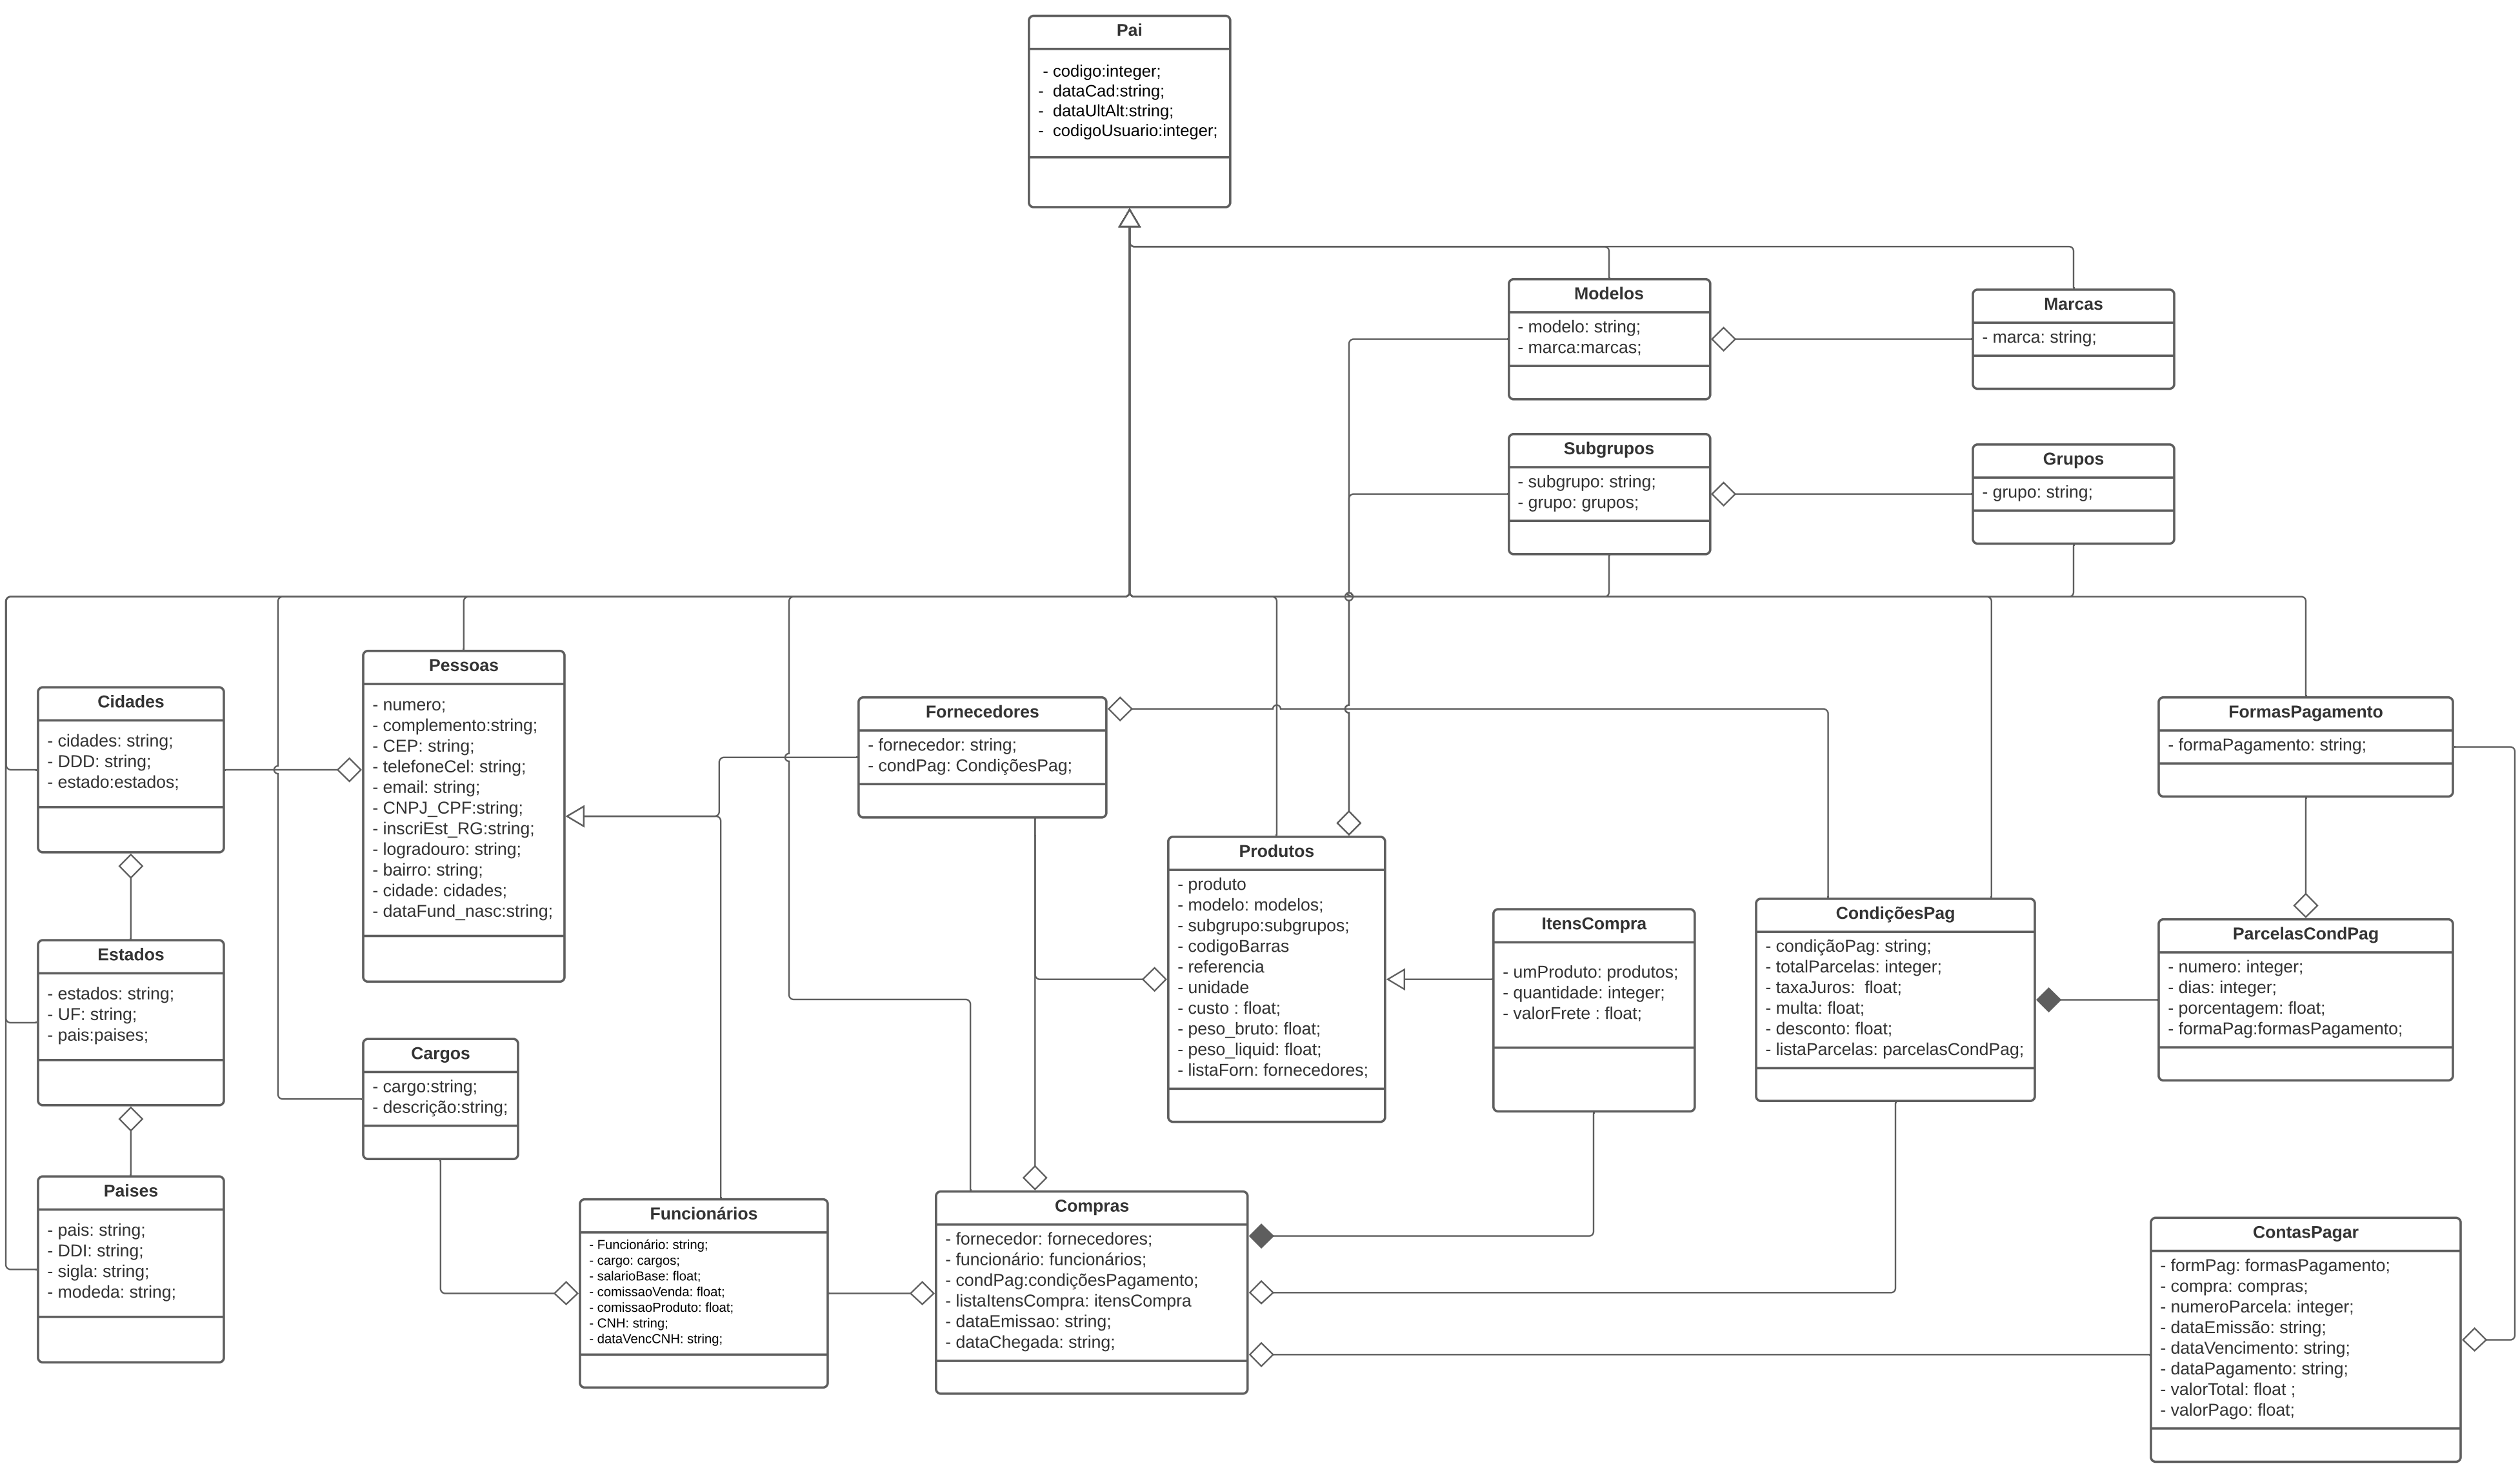 Pai
- codigo:integer;
- dataCad:string;
- dataUltAlt:string;
- codigoUsuario:integer;
Modelos
- modelo: string;
- marca:marcas;
Marcas
- marca: string;
Subgrupos
- subgrupo: string;
- grupo: grupos;
Grupos
- grupo: string;
Pessoas
- numero;
- complemento:string;
- CEP: string;
- telefoneCel: string;
- email: string;
- CNPJ_CPF:string;
- inscriEst_RG:string;
- logradouro: string;
- bairro: string;
- cidade: cidades;
- dataFund_nasc:string;
Cidades
- cidades: string;
- DDD: string;
- estado:estados;
Fornecedores
- fornecedor: string;
- condPag: CondiçõesPag;
FormasPagamento
- formaPagamento: string;
Produtos
- produto
- modelo: modelos;
- subgrupo:subgrupos;
- codigoBarras
- referencia
- unidade
- custo : float;
- peso_bruto: float;
- peso_liquid: float;
- listaForn: fornecedores;
ItensCompra
- umProduto: produtos;
- quantidade: integer;
- valorFrete : float;
CondiçõesPag
- condiçãoPag: string;
- totalParcelas: integer;
- taxaJuros:  float;
- multa: float;
- desconto: float;
- listaParcelas: parcelasCondPag;
ParcelasCondPag
- numero: integer;
- dias: integer;
- porcentagem: float;
- formaPag:formasPagamento;
Estados
- estados: string;
- UF: string;
- pais:paises;
Cargos
- cargo:string;
- descrição:string;
Paises
- pais: string;
- DDI: string;
- sigla: string;
- modeda: string;
Funcionários
- Funcionário: string;
- cargo: cargos;
- salarioBase: float;
- comissaoVenda: float;
- comissaoProduto: float;
- CNH: string;
- dataVencCNH: string;
Compras
- fornecedor: fornecedores;
- funcionário: funcionários;
- condPag:condiçõesPagamento;
- listaItensCompra: itensCompra
- dataEmissao: string;
- dataChegada: string;
ContasPagar
- formPag: formasPagamento;
- compra: compras;
- numeroParcela: integer;
- dataEmissão: string;
- dataVencimento: string;
- dataPagamento: string;
- valorTotal: float ;
- valorPago: float;